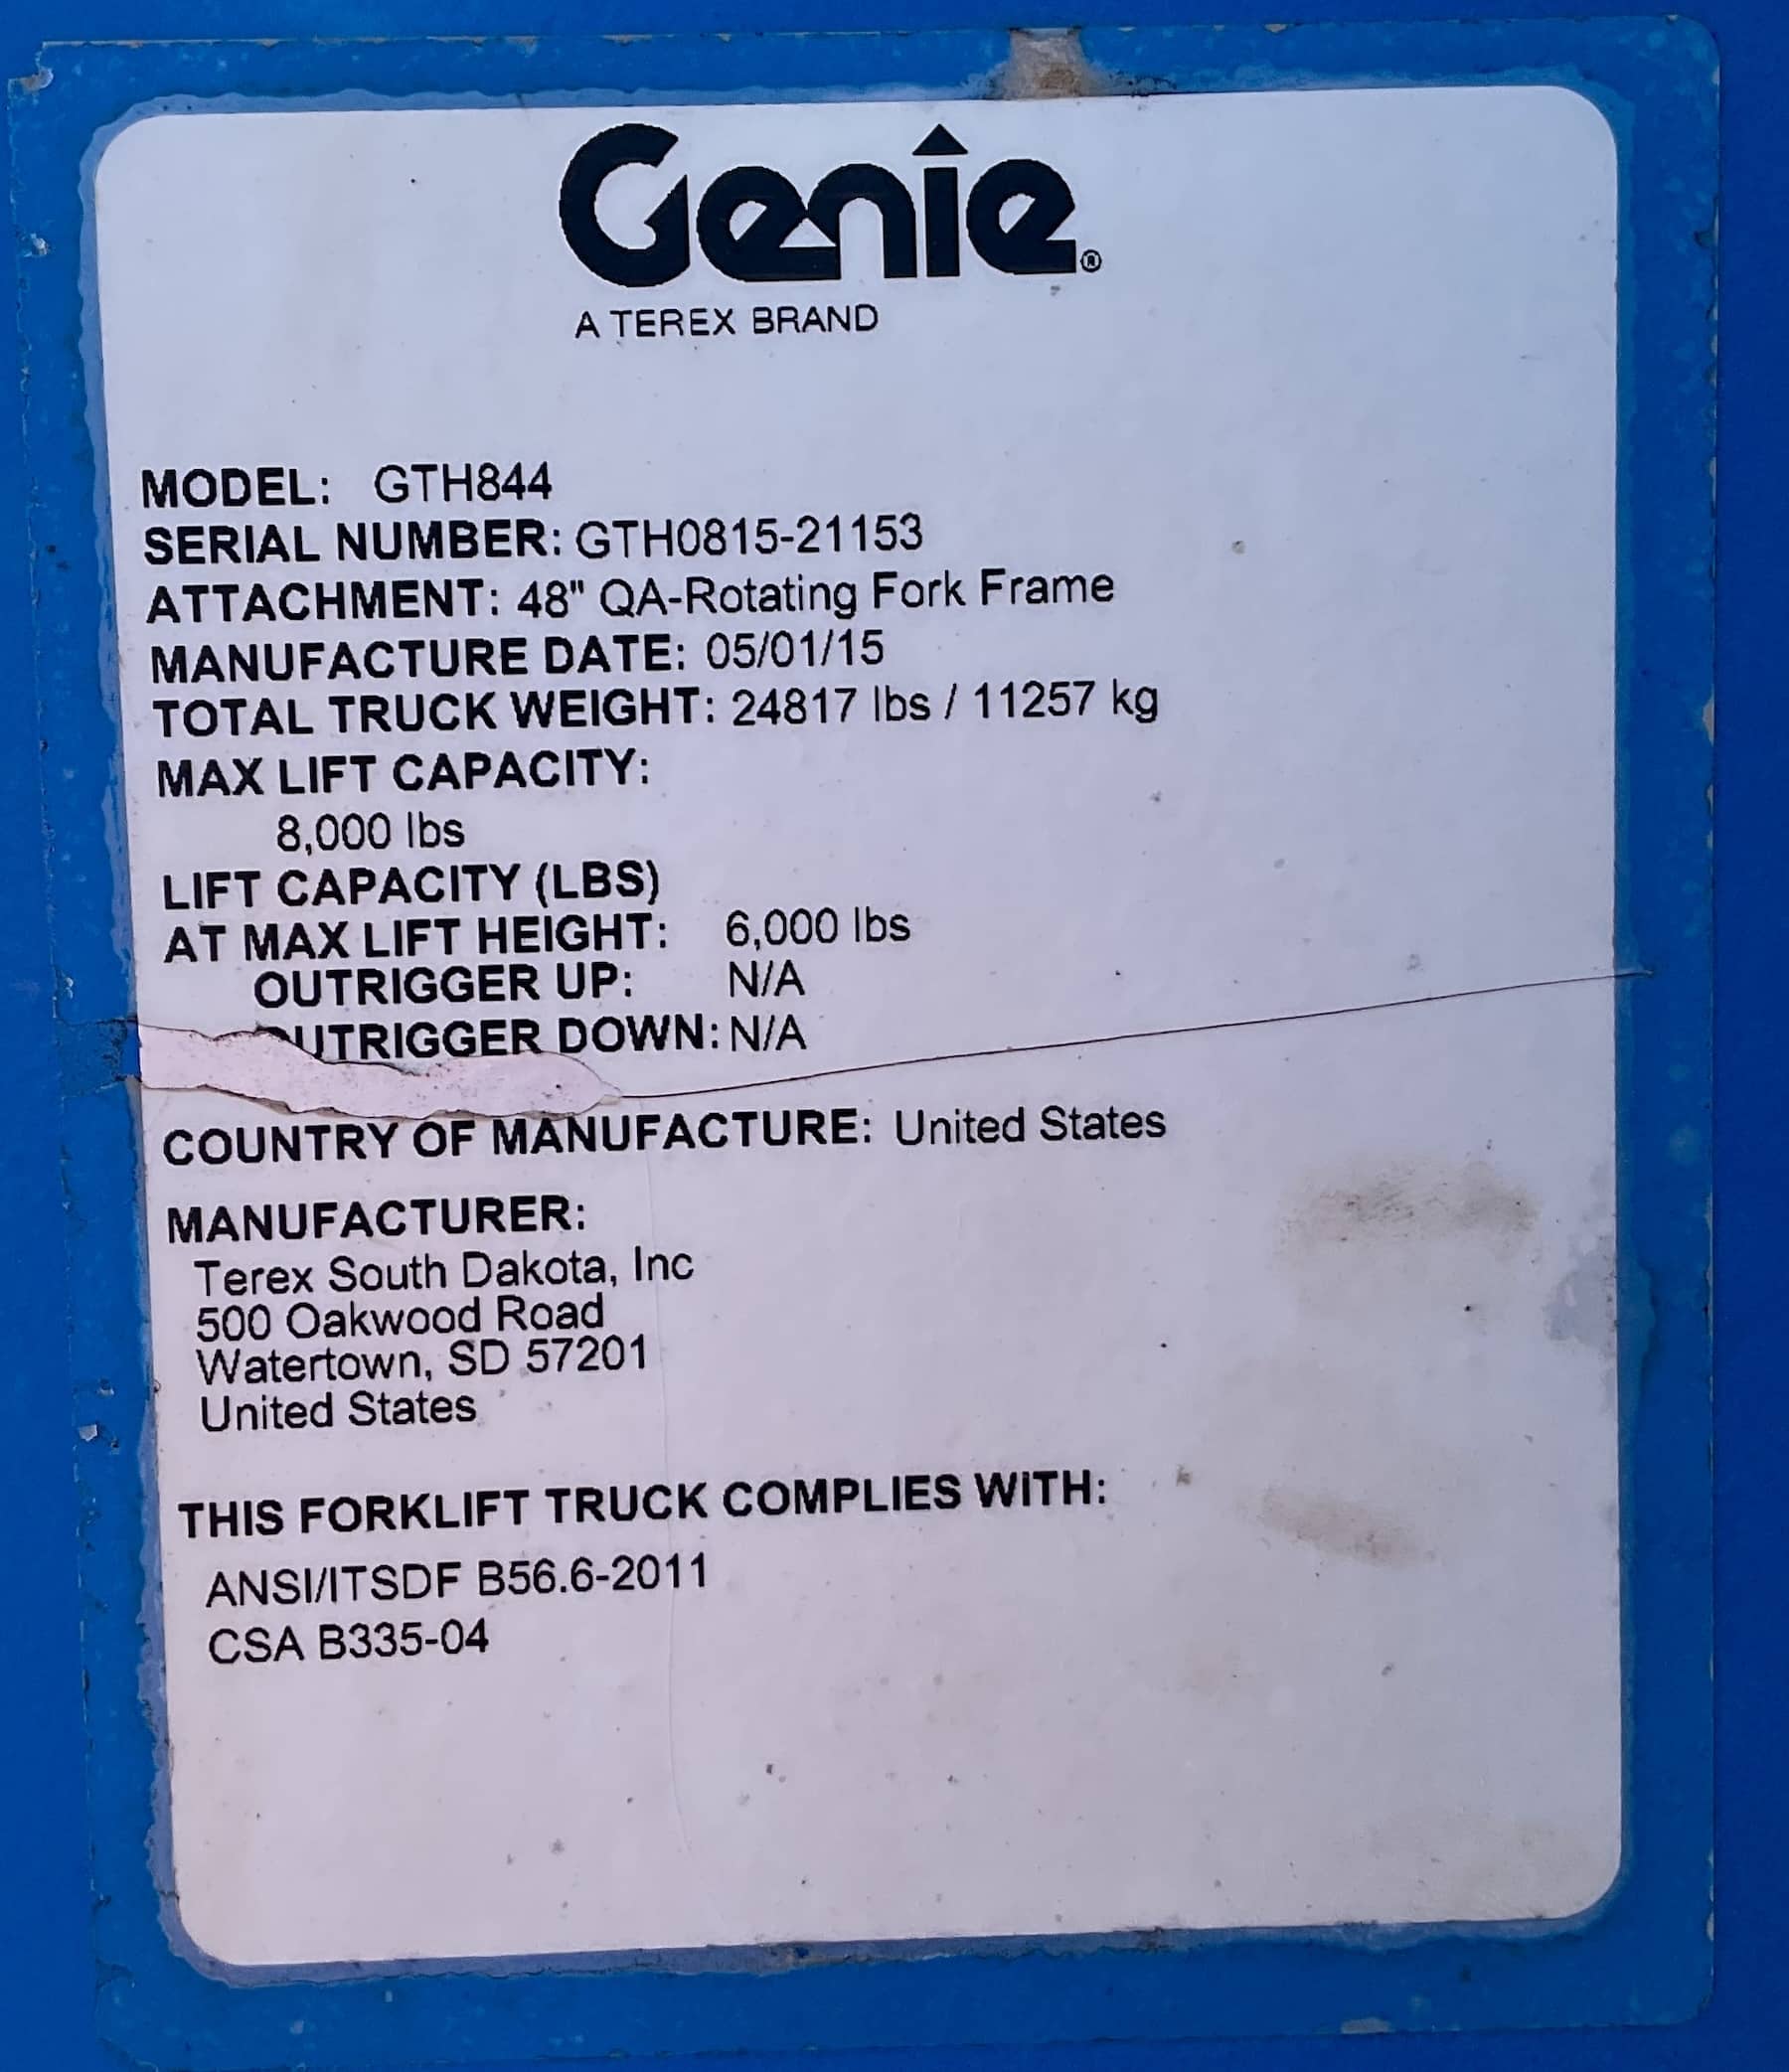 Genie®
A TEREX BRAND
MODEL: GTH844
SERIAL NUMBER: GTH0815-21153
ATTACHMENT: 48" QA-Rotating Fork Frame
MANUFACTURE DATE: 05/01/15
TOTAL TRUCK WEIGHT: 24817 lbs / 11257 kg
MAX LIFT CAPACITY:
8,000 lbs
LIFT CAPACITY (LBS)
AT MAX LIFT HEIGHT: 6,000 lbs
OUTRIGGER UP: N/A
OUTRIGGER DOWN: N/A
COUNTRY OF MANUFACTURE: United States
MANUFACTURER:
Terex South Dakota, Inc
500 Oakwood Road
Watertown, SD 57201
United States
THIS FORKLIFT TRUCK COMPLIES WITH:
ANSI/ITSDF B56.6-2011
CSA B335-04